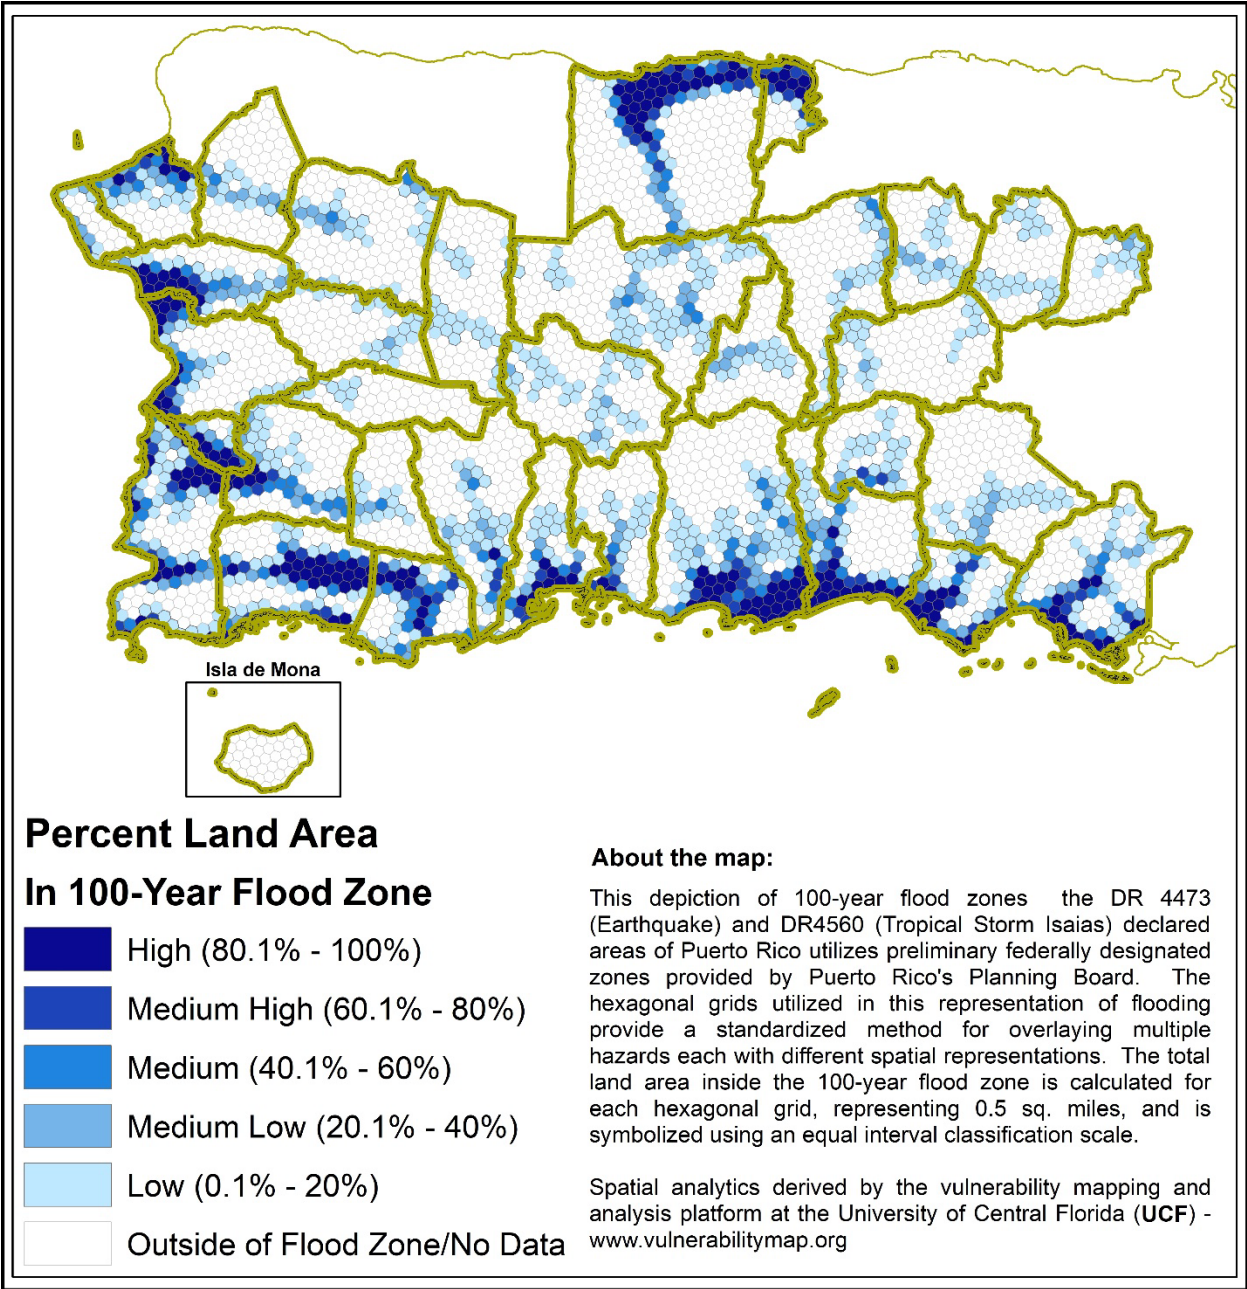 Isla de Mona
Percent Land Area
In 100-Year Flood Zone
High (80.1% - 100%)
Medium High (60.1% - 80%)
Medium (40.1% - 60%)
Medium Low (20.1% - 40%)
Low (0.1% - 20%)
Outside of Flood Zone/No Data
About the map:
This depiction of 100-year flood zones the DR 4473
(Earthquake) and DR4560 (Tropical Storm Isaias) declared
areas of Puerto Rico utilizes preliminary federally designated
zones provided by Puerto Rico's Planning Board. The
hexagonal grids utilized in this representation of flooding
provide a standardized method for overlaying multiple
hazards each with different spatial representations. The total
land area inside the 100-year flood zone is calculated for
each hexagonal grid, representing 0.5 sq. miles, and is
symbolized using an equal interval classification scale.
Spatial analytics derived by the vulnerability mapping and
analysis platform at the University of Central Florida (UCF) -
www.vulnerabilitymap.org